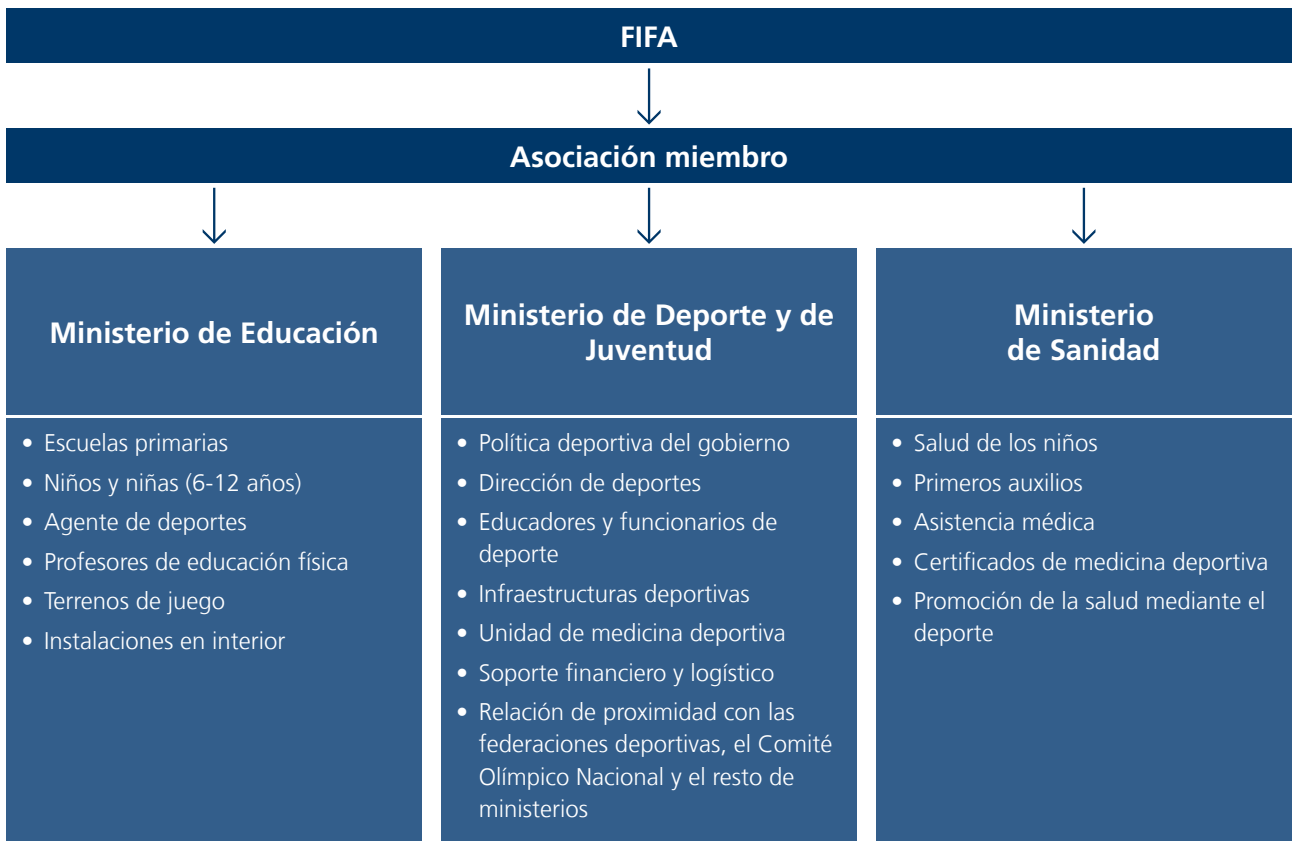 FIFA
Asociación miembro
Ministerio de Educación
• Escuelas primarias
• Niños y niñas (6-12 años)
• Agente de deportes
• Profesores de educación física
• Terrenos de juego
• Instalaciones en interior
Ministerio de Deporte y de
Juventud
• Política deportiva del gobierno
• Dirección de deportes
• Educadores y funcionarios de
deporte
• Infraestructuras deportivas
• Unidad de medicina deportiva
• Soporte financiero y logístico
• Relación de proximidad con las
federaciones deportivas, el Comité
Olímpico Nacional y el resto de
ministerios
Ministerio
de Sanidad
• Salud de los niños
• Primeros auxilios
• Asistencia médica
• Certificados de medicina deportiva
• Promoción de la salud mediante el
deporte